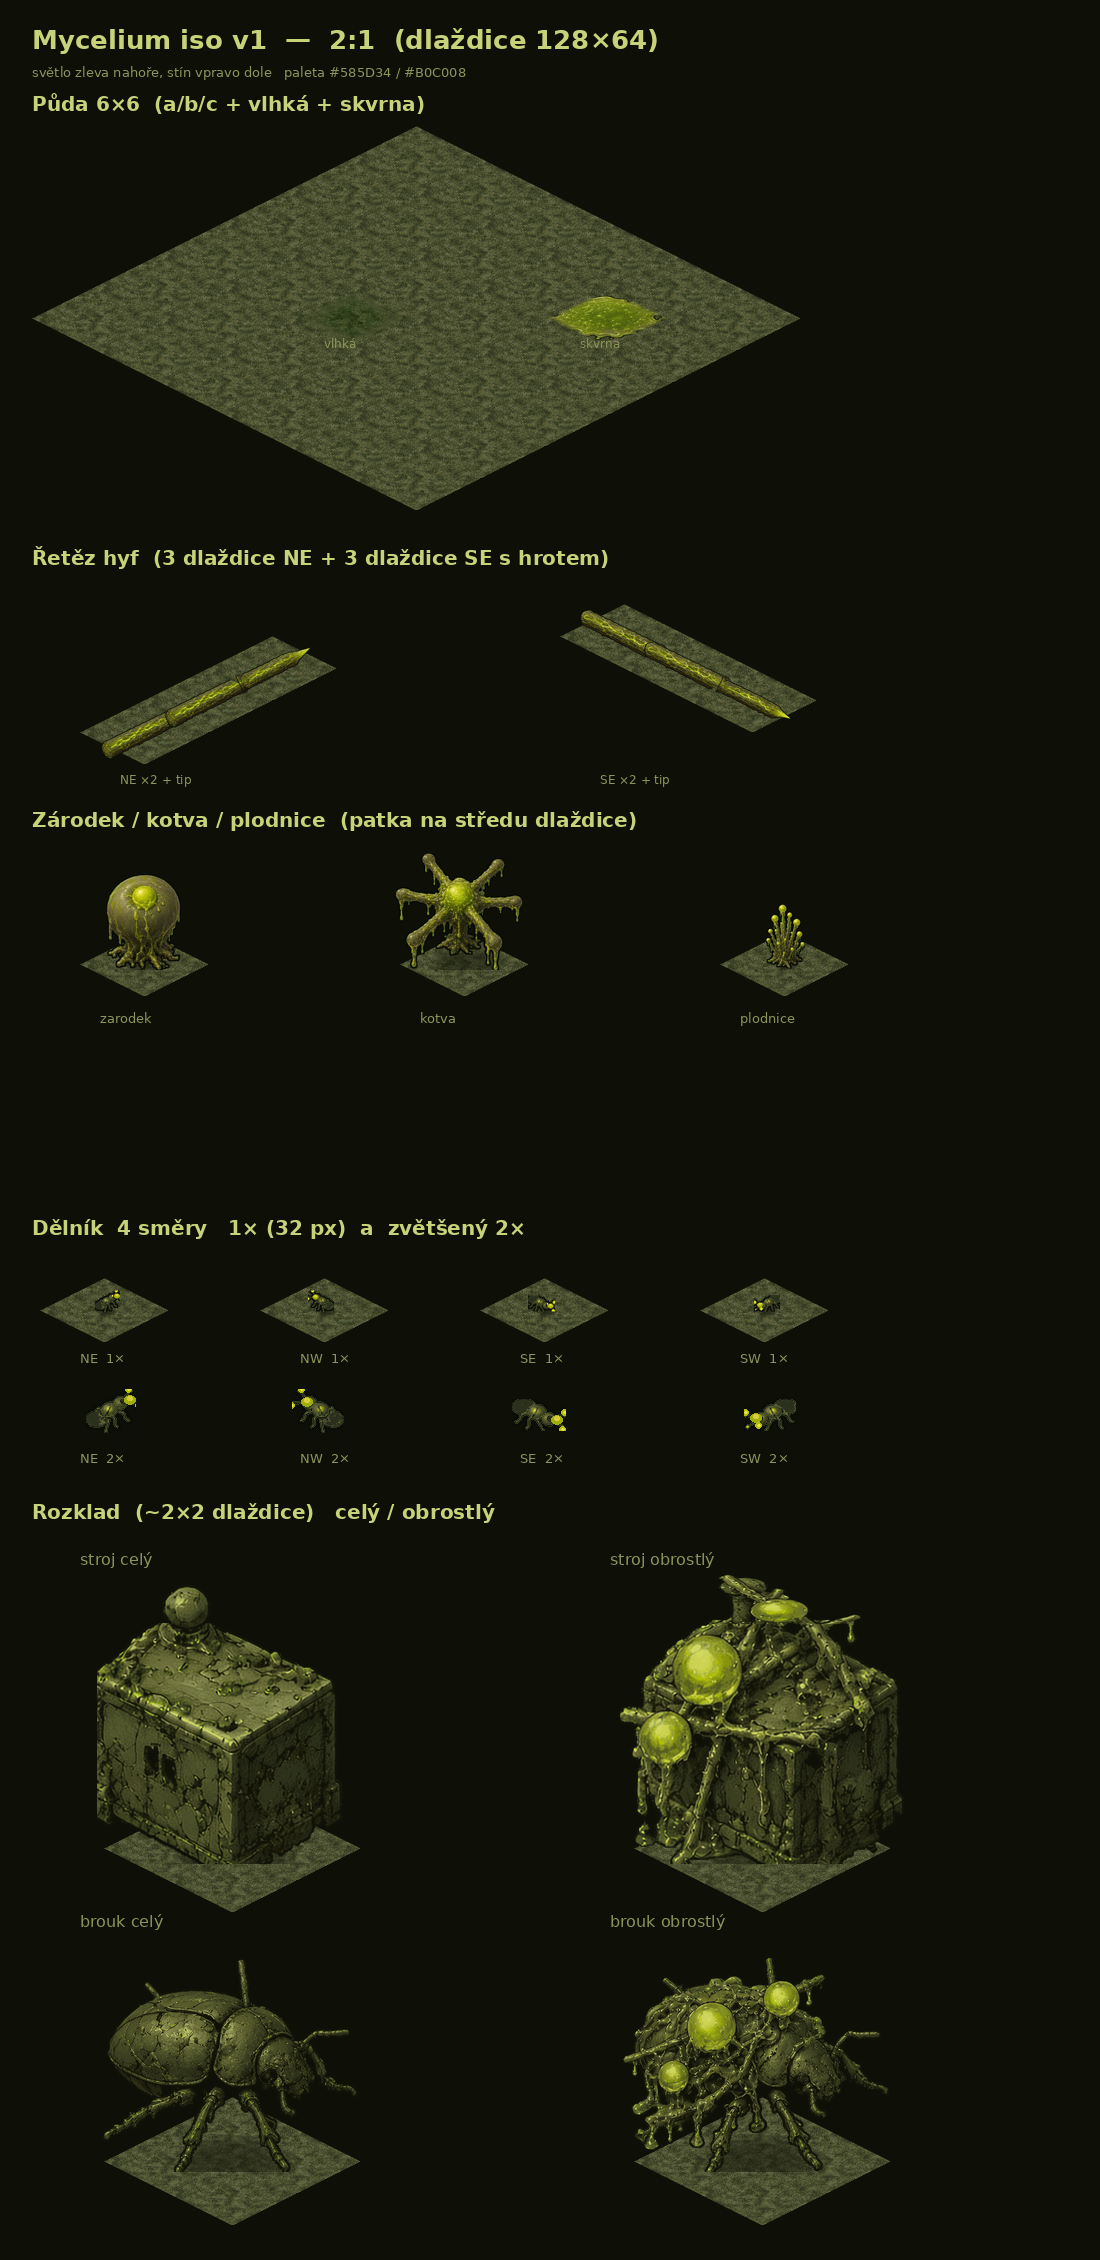 Mycelium iso v1 — 2:1 (dlaždice 128×64)
světlo zleva nahoře, stín vpravo dole paleta #585D34 / #B0C008
Půda 6×6 (a/b/c + vlhká + skvrna)
vlhká skvrna
Řetěz hyf (3 dlaždice NE + 3 dlaždice SE s hrotem)
NE ×2 + tip SE ×2 + tip
Zárodek / kotva / plodnice (patka na středu dlaždice)
zarodek kotva plodnice
Dělník 4 směry 1× (32 px) a zvětšený 2×
NE 1× NW 1× SE 1× SW 1×
NE 2× NW 2× SE 2× SW 2×
Rozklad (~2×2 dlaždice) celý / obrostlý
stroj celý stroj obrostlý
brouk celý brouk obrostlý